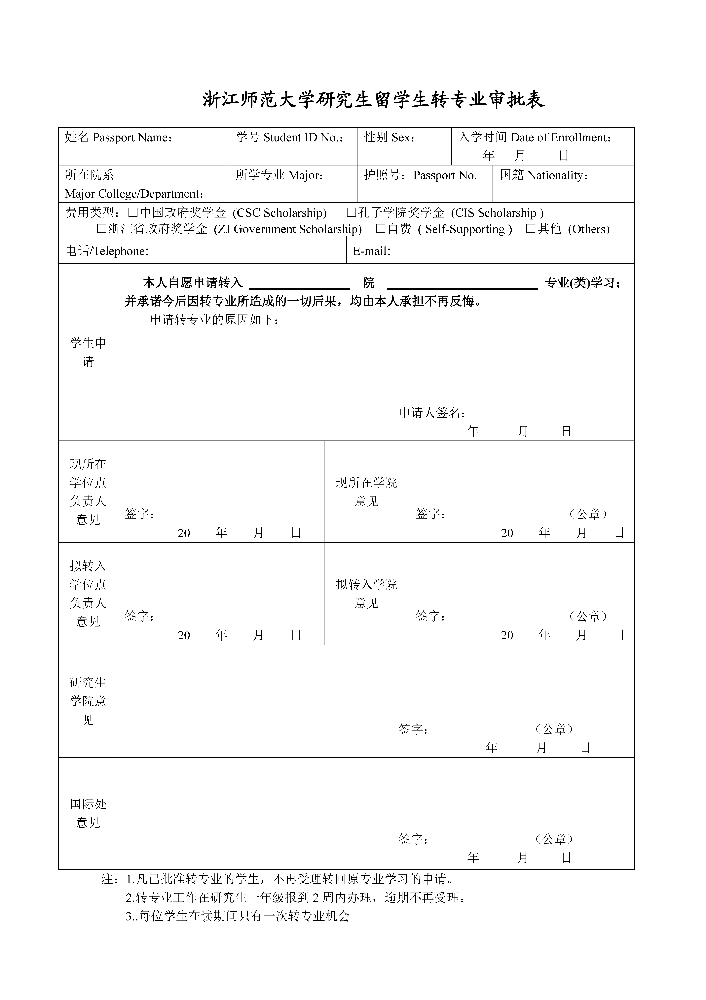 浙江师范大学研究生留学生转专业审批表
姓名 Passport Name：
学号 Student ID No.：
性别 Sex：
入学时间 Date of Enrollment：
年 月 日
所在院系
Major College/Department：
所学专业 Major：
护照号：Passport No.
国籍 Nationality：
费用类型：□中国政府奖学金 (CSC Scholarship) □孔子学院奖学金 (CIS Scholarship )
□浙江省政府奖学金 (ZJ Government Scholarship) □自费 ( Self-Supporting ) □其他 (Others)
电话/Telephone：
E-mail：
学生申
请
本人自愿申请转入 ________ 院 ________ 专业(类)学习；
并承诺今后因转专业所造成的一切后果，均由本人承担不再反悔。
申请转专业的原因如下：
申请人签名：
年 月 日
现所在
学位点
负责人
意见
签字：
20 年 月 日
现所在学院
意见
签字： （公章）
20 年 月 日
拟转入
学位点
负责人
意见
签字：
20 年 月 日
拟转入学院
意见
签字： （公章）
20 年 月 日
研究生
学院意
见
签字： （公章）
年 月 日
国际处
意见
签字： （公章）
年 月 日
注：1.凡已批准转专业的学生，不再受理转回原专业学习的申请。
2.转专业工作在研究生一年级报到 2 周内办理，逾期不再受理。
3..每位学生在读期间只有一次转专业机会。